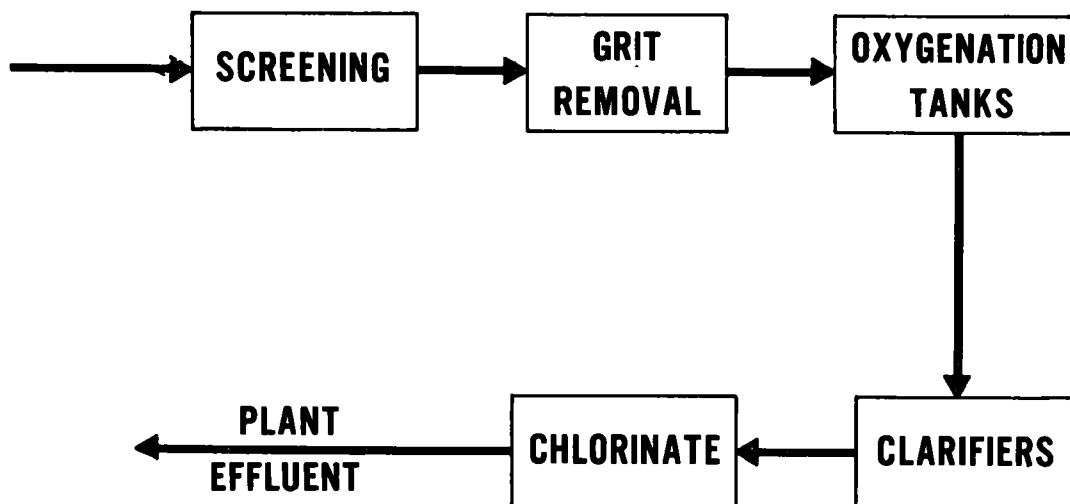 SCREENING
GRIT
REMOVAL
OXYGENATION
TANKS
CLARIFIERS
CHLORINATE
PLANT
EFFLUENT